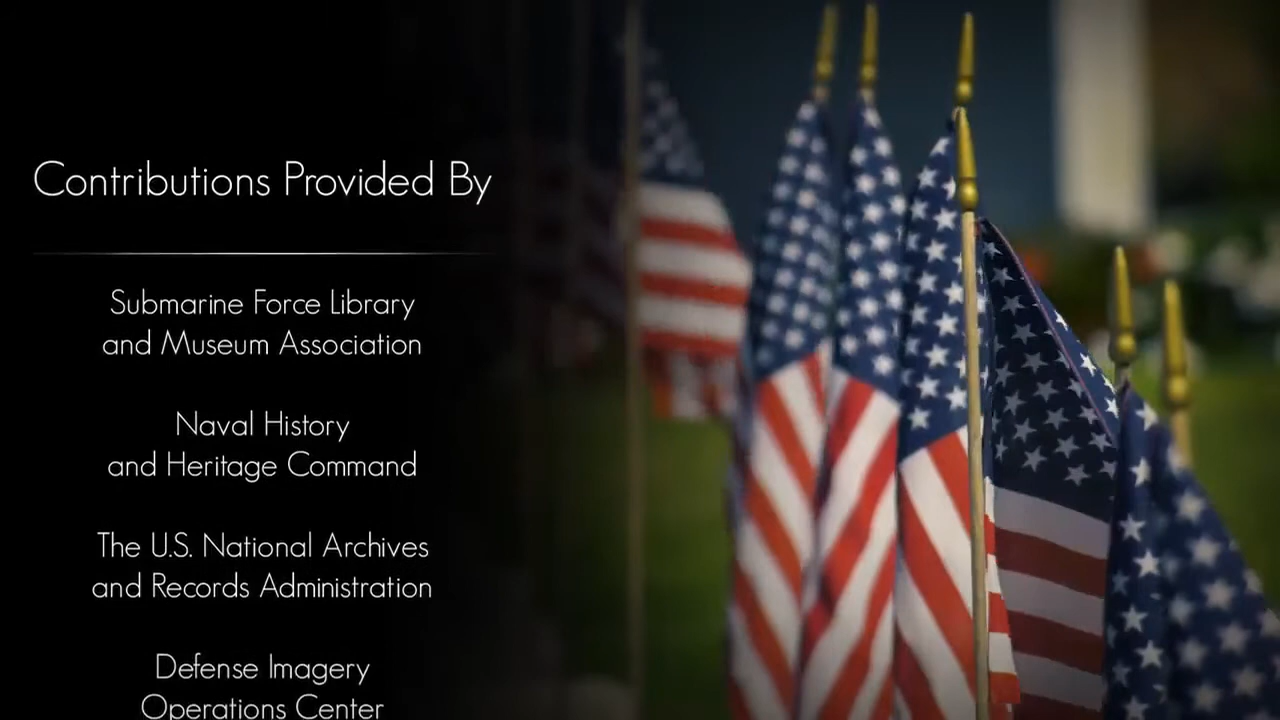 Contributions Provided By
Submarine Force Library
and Museum Association
Naval History
and Heritage Command
The U.S. National Archives
and Records Administration
Defense Imagery
Operations Center